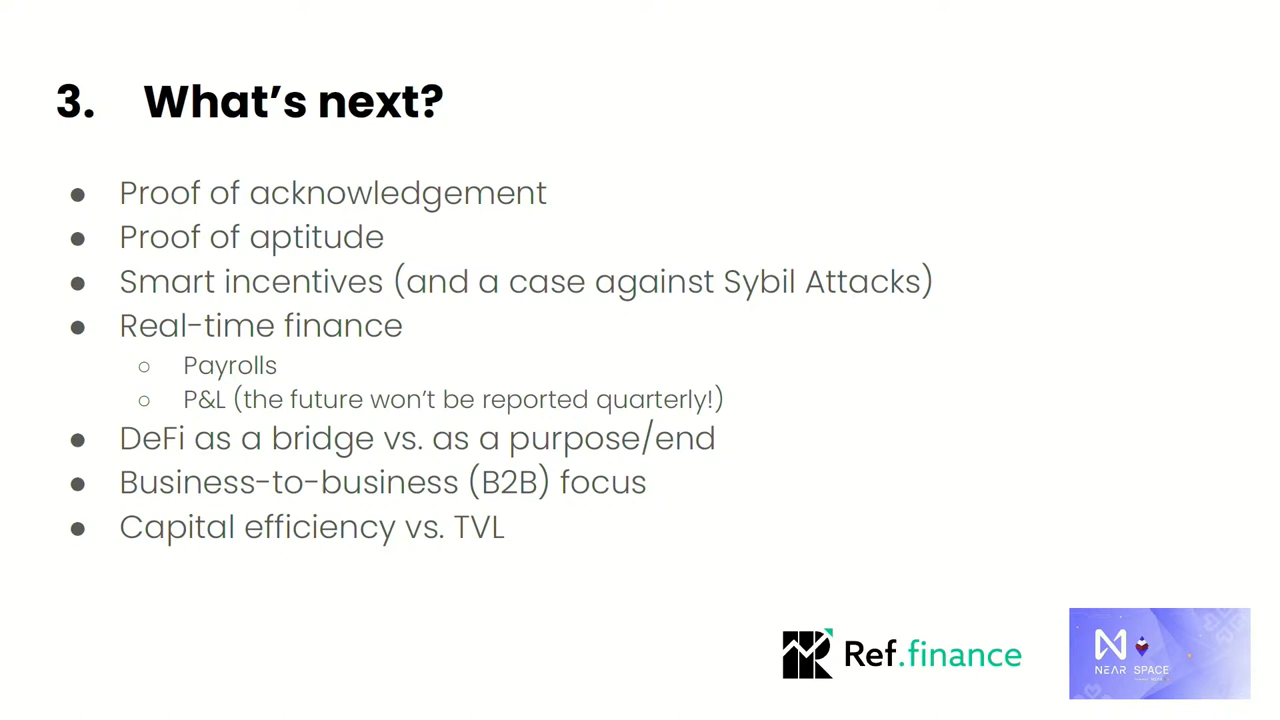 3. What's next?
● Proof of acknowledgement
● Proof of aptitude
● Smart incentives (and a case against Sybil Attacks)
● Real-time finance
○ Payrolls
○ P&L (the future won't be reported quarterly!)
● DeFi as a bridge vs. as a purpose/end
● Business-to-business (B2B) focus
● Capital efficiency vs. TVL
Ref.finance
NEAR SPACE